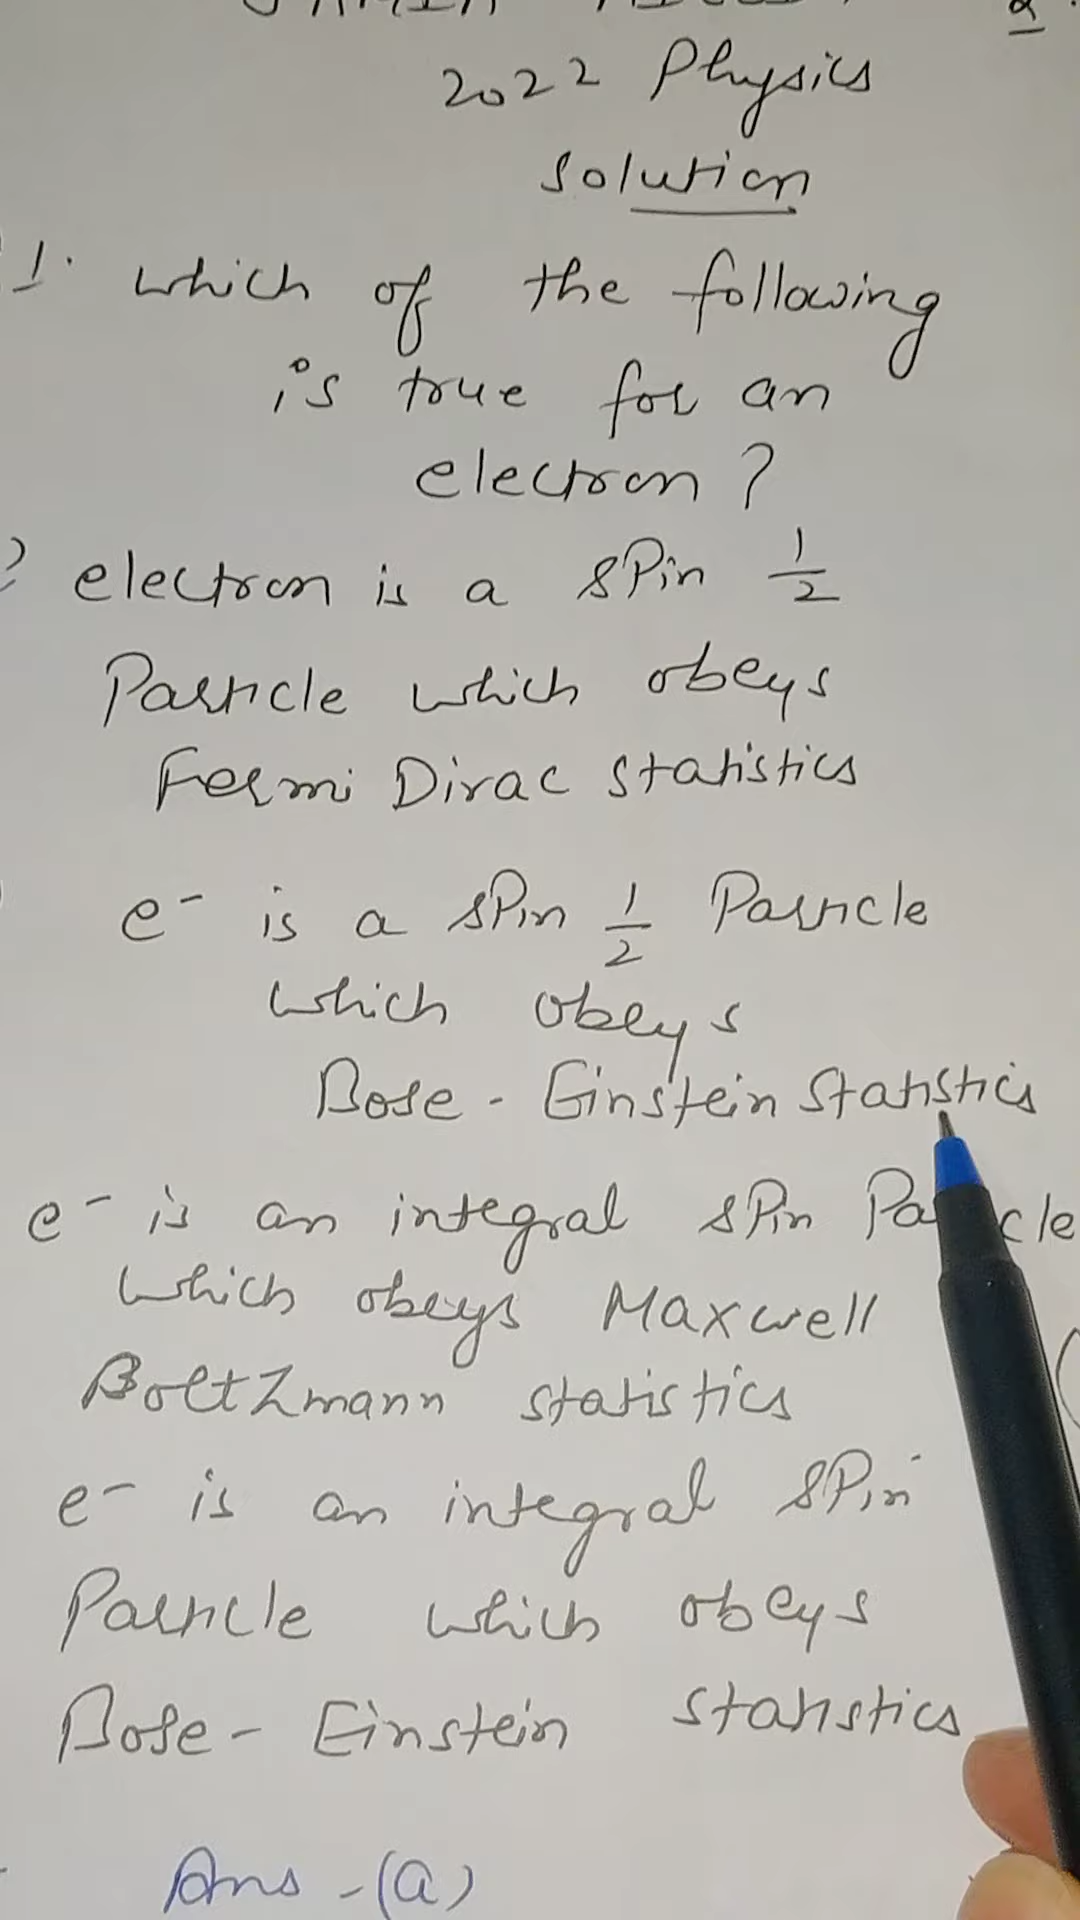 2022 Physics
Solution
1. which of the following
is true for an
electron ?
electron is a spin 1/2
Particle which obeys
Fermi Dirac statistics
e⁻ is a spin 1/2 Particle
which obeys
Bose - Einstein statistics
e⁻ is an integral spin Pa cle
which obeys Maxwell
BoltZmann statistics
e⁻ is an integral spin
Particle which obeys
Bose - Einstein statistics
Ans - (a)